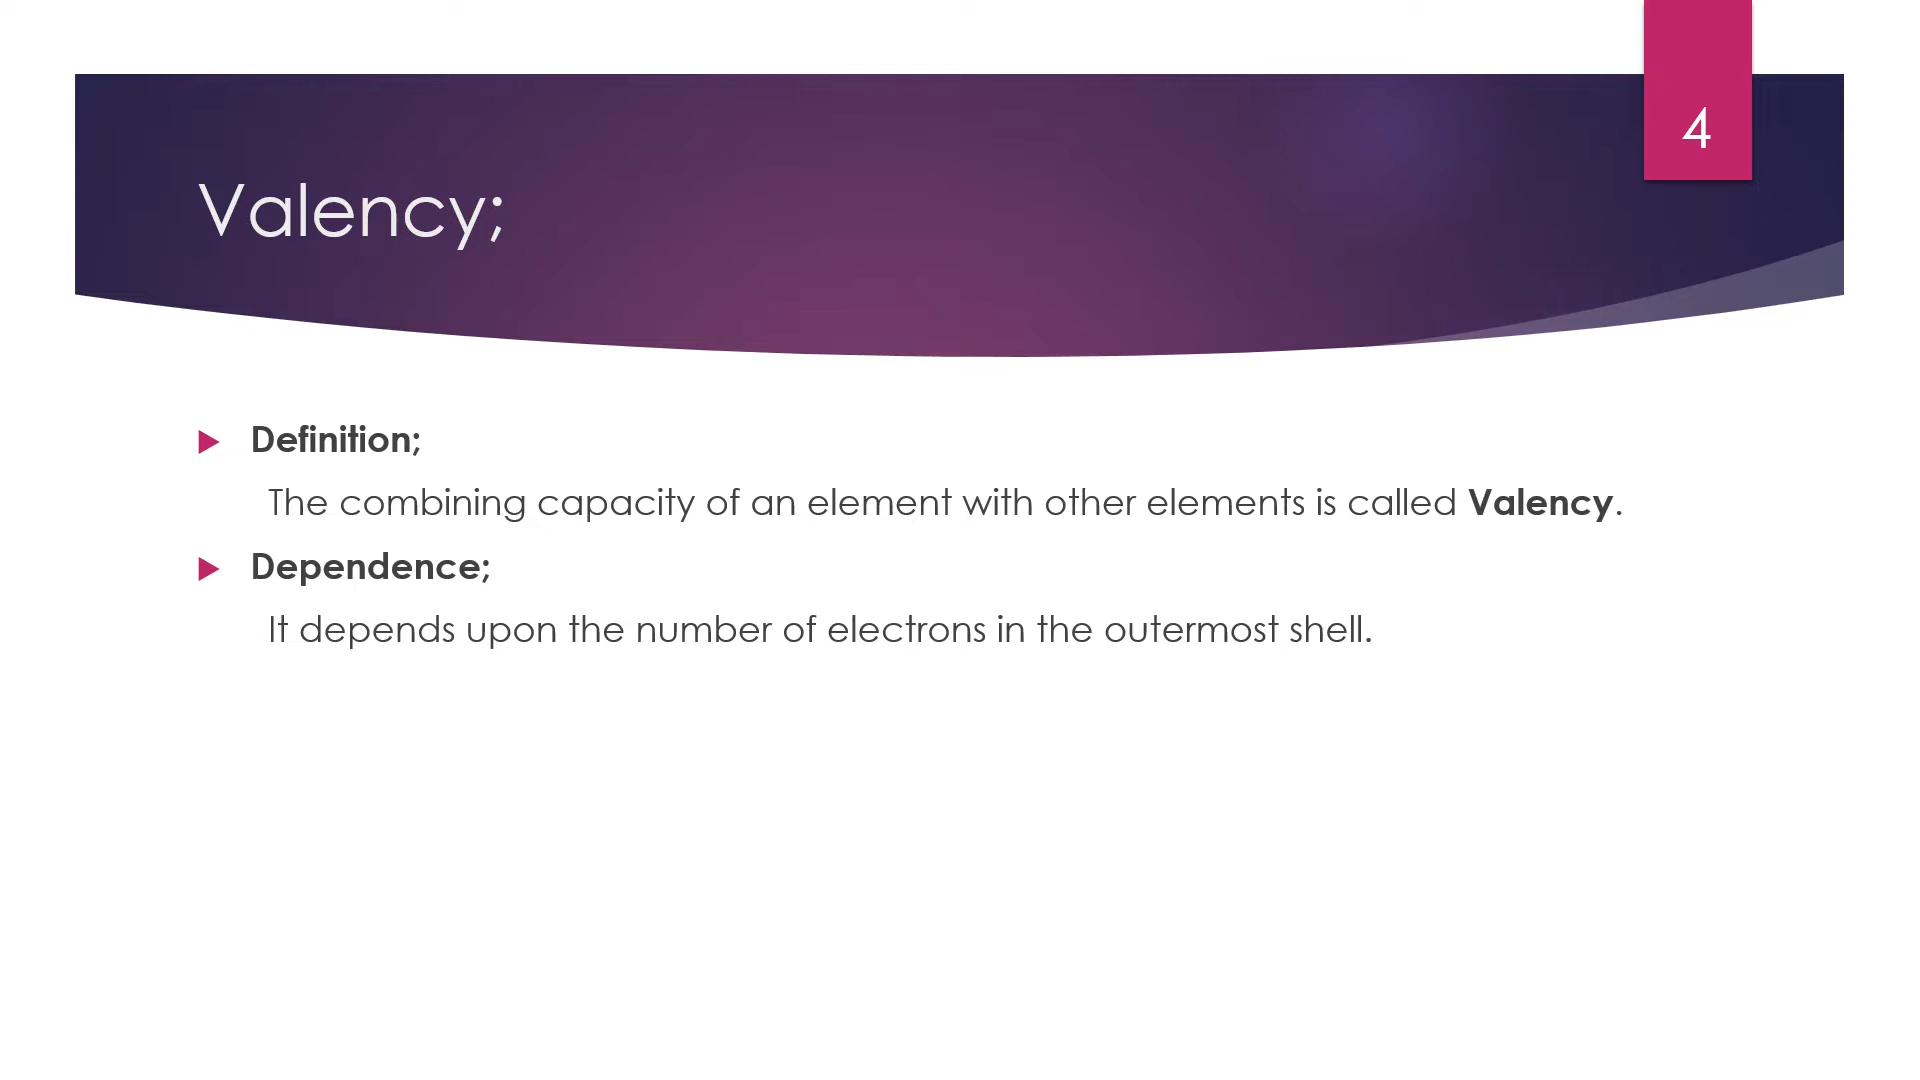 4
Valency;
Definition;
The combining capacity of an element with other elements is called Valency.
Dependence;
It depends upon the number of electrons in the outermost shell.